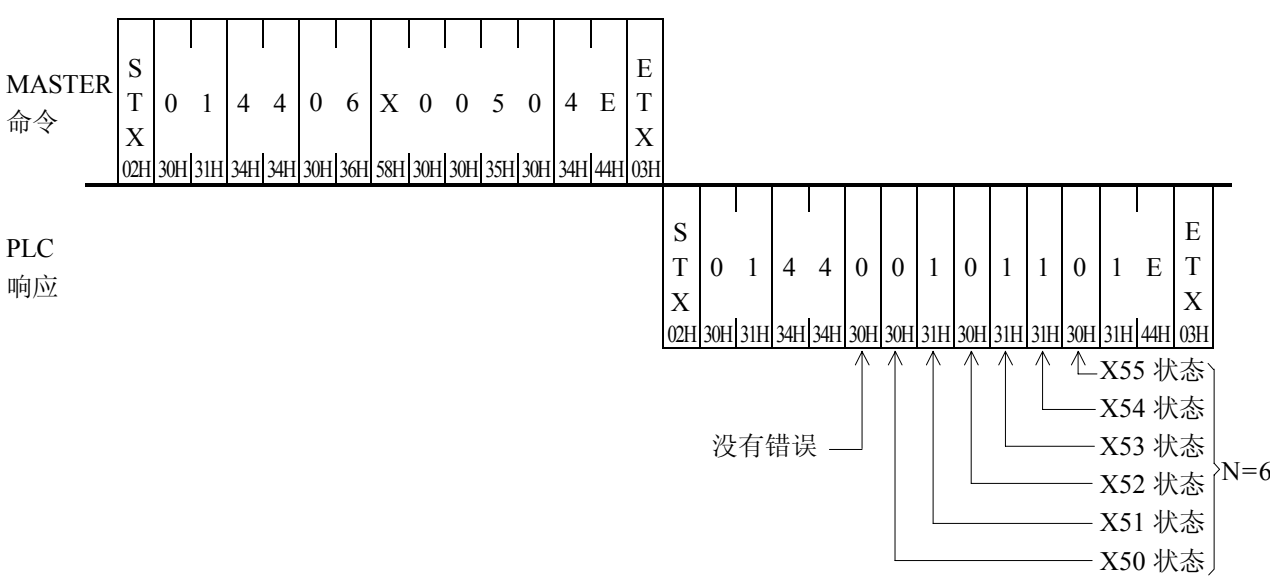 MASTER
命令
STX 0 1 4 4 0 6 X 0 0 5 0 4 E ETX
02H 30H 31H 34H 34H 30H 36H 58H 30H 30H 35H 30H 34H 44H 03H
PLC
响应
STX 0 1 4 4 0 0 1 0 1 1 0 1 E ETX
02H 30H 31H 34H 34H 30H 30H 31H 30H 31H 31H 30H 31H 44H 03H
X55 状态
X54 状态
没有错误
X53 状态
N=6
X52 状态
X51 状态
X50 状态